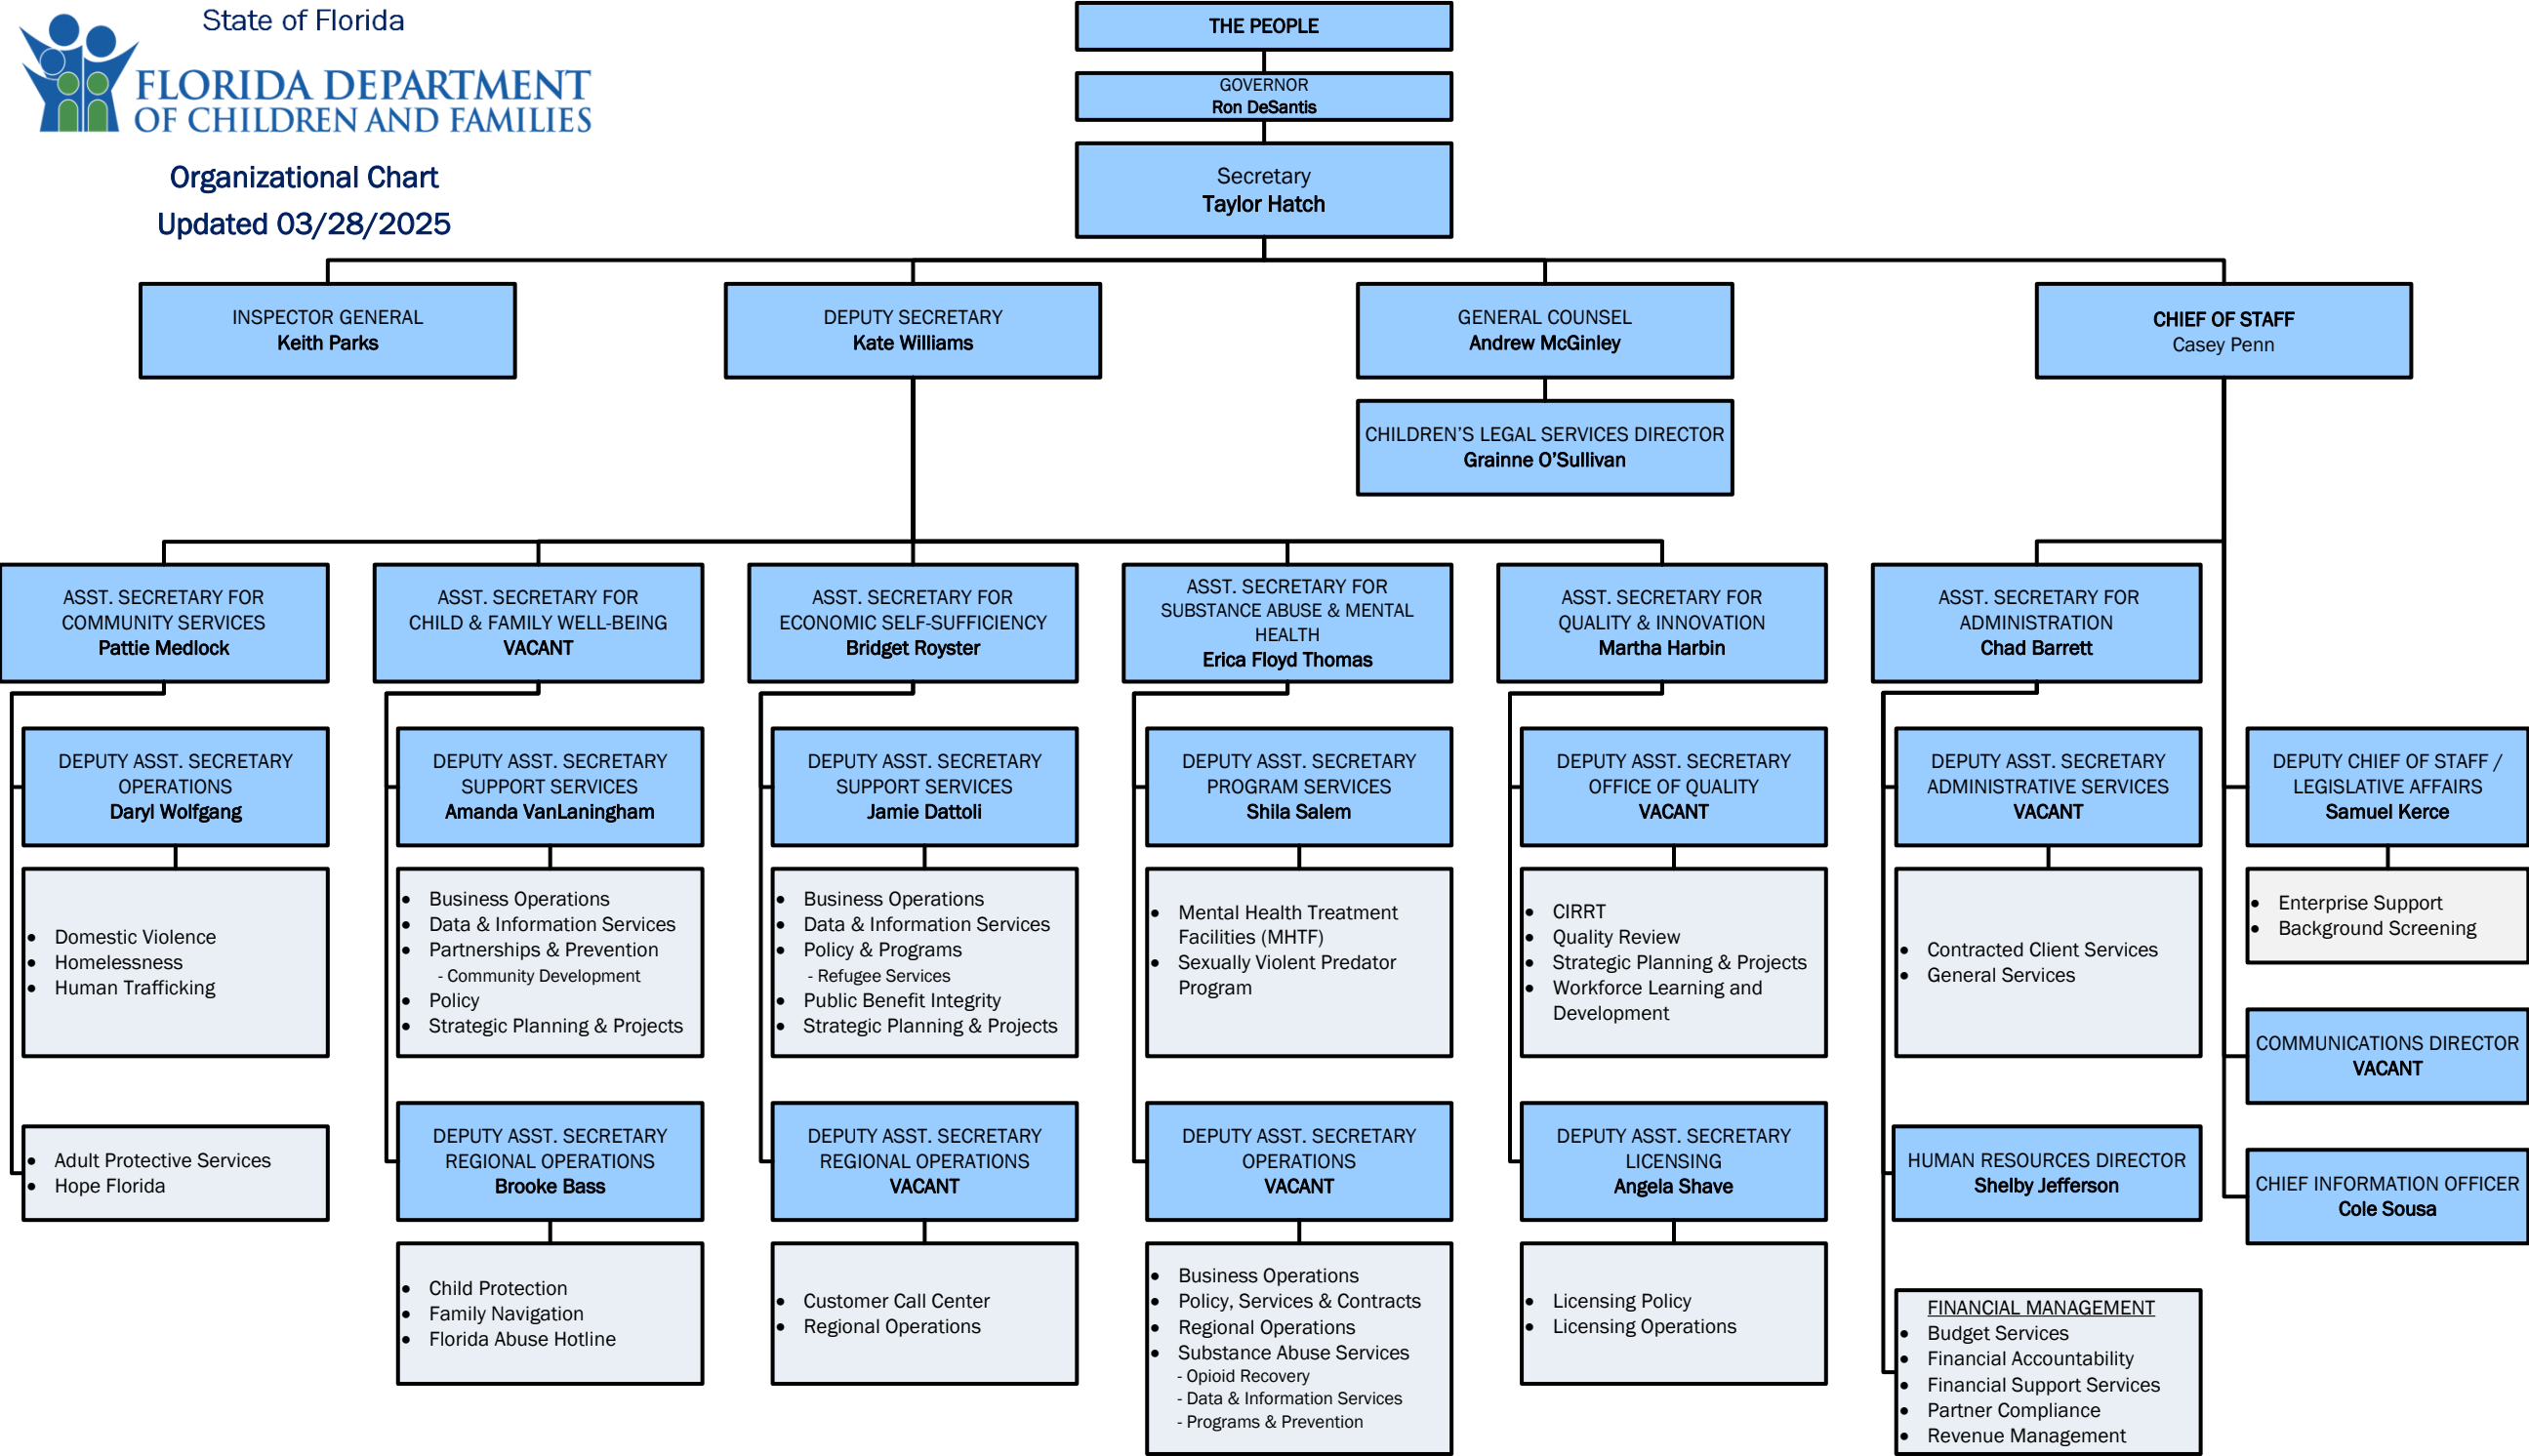 State of Florida
FLORIDA DEPARTMENT
OF CHILDREN AND FAMILIES
Organizational Chart
Updated 03/28/2025
THE PEOPLE
GOVERNOR
Ron DeSantis
Secretary
Taylor Hatch
INSPECTOR GENERAL
Keith Parks
DEPUTY SECRETARY
Kate Williams
GENERAL COUNSEL
Andrew McGinley
CHIEF OF STAFF
Casey Penn
CHILDREN’S LEGAL SERVICES DIRECTOR
Grainne O’Sullivan
ASST. SECRETARY FOR
COMMUNITY SERVICES
Pattie Medlock
ASST. SECRETARY FOR
CHILD & FAMILY WELL-BEING
VACANT
ASST. SECRETARY FOR
ECONOMIC SELF-SUFFICIENCY
Bridget Royster
ASST. SECRETARY FOR
SUBSTANCE ABUSE & MENTAL
HEALTH
Erica Floyd Thomas
ASST. SECRETARY FOR
QUALITY & INNOVATION
Martha Harbin
ASST. SECRETARY FOR
ADMINISTRATION
Chad Barrett
DEPUTY ASST. SECRETARY
OPERATIONS
Daryl Wolfgang
DEPUTY ASST. SECRETARY
SUPPORT SERVICES
Amanda VanLaningham
DEPUTY ASST. SECRETARY
SUPPORT SERVICES
Jamie Dattoli
DEPUTY ASST. SECRETARY
PROGRAM SERVICES
Shila Salem
DEPUTY ASST. SECRETARY
OFFICE OF QUALITY
VACANT
DEPUTY ASST. SECRETARY
ADMINISTRATIVE SERVICES
VACANT
DEPUTY CHIEF OF STAFF /
LEGISLATIVE AFFAIRS
Samuel Kerce
• Domestic Violence
• Homelessness
• Human Trafficking
• Business Operations
• Data & Information Services
• Partnerships & Prevention
- Community Development
• Policy
• Strategic Planning & Projects
• Business Operations
• Data & Information Services
• Policy & Programs
- Refugee Services
• Public Benefit Integrity
• Strategic Planning & Projects
• Mental Health Treatment
Facilities (MHTF)
• Sexually Violent Predator
Program
• CIRRT
• Quality Review
• Strategic Planning & Projects
• Workforce Learning and
Development
• Contracted Client Services
• General Services
• Enterprise Support
• Background Screening
COMMUNICATIONS DIRECTOR
VACANT
• Adult Protective Services
• Hope Florida
DEPUTY ASST. SECRETARY
REGIONAL OPERATIONS
Brooke Bass
DEPUTY ASST. SECRETARY
REGIONAL OPERATIONS
VACANT
DEPUTY ASST. SECRETARY
OPERATIONS
VACANT
DEPUTY ASST. SECRETARY
LICENSING
Angela Shave
HUMAN RESOURCES DIRECTOR
Shelby Jefferson
CHIEF INFORMATION OFFICER
Cole Sousa
• Child Protection
• Family Navigation
• Florida Abuse Hotline
• Customer Call Center
• Regional Operations
• Business Operations
• Policy, Services & Contracts
• Regional Operations
• Substance Abuse Services
- Opioid Recovery
- Data & Information Services
- Programs & Prevention
• Licensing Policy
• Licensing Operations
FINANCIAL MANAGEMENT
• Budget Services
• Financial Accountability
• Financial Support Services
• Partner Compliance
• Revenue Management